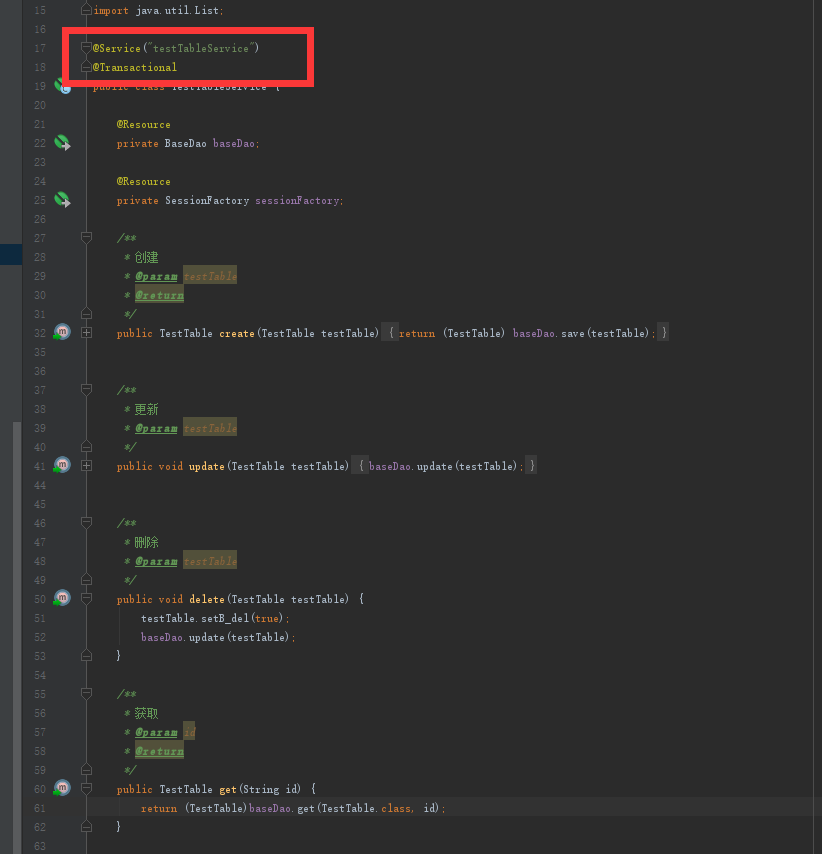 15 import java.util.List;
16
17 @Service("testTableService")
18 @Transactional
19 public class TestTableService {
20
21 @Resource
22 private BaseDao baseDao;
23
24 @Resource
25 private SessionFactory sessionFactory;
26
27 /**
28 * 创建
29 * @param testTable
30 * @return
31 */
32 public TestTable create(TestTable testTable) {return (TestTable) baseDao.save(testTable);}
35
36
37 /**
38 * 更新
39 * @param testTable
40 */
41 public void update(TestTable testTable) {baseDao.update(testTable);}
44
45
46 /**
47 * 删除
48 * @param testTable
49 */
50 public void delete(TestTable testTable) {
51 testTable.setB_del(true);
52 baseDao.update(testTable);
53 }
54
55 /**
56 * 获取
57 * @param id
58 * @return
59 */
60 public TestTable get(String id) {
61 return (TestTable)baseDao.get(TestTable.class, id);
62 }
63